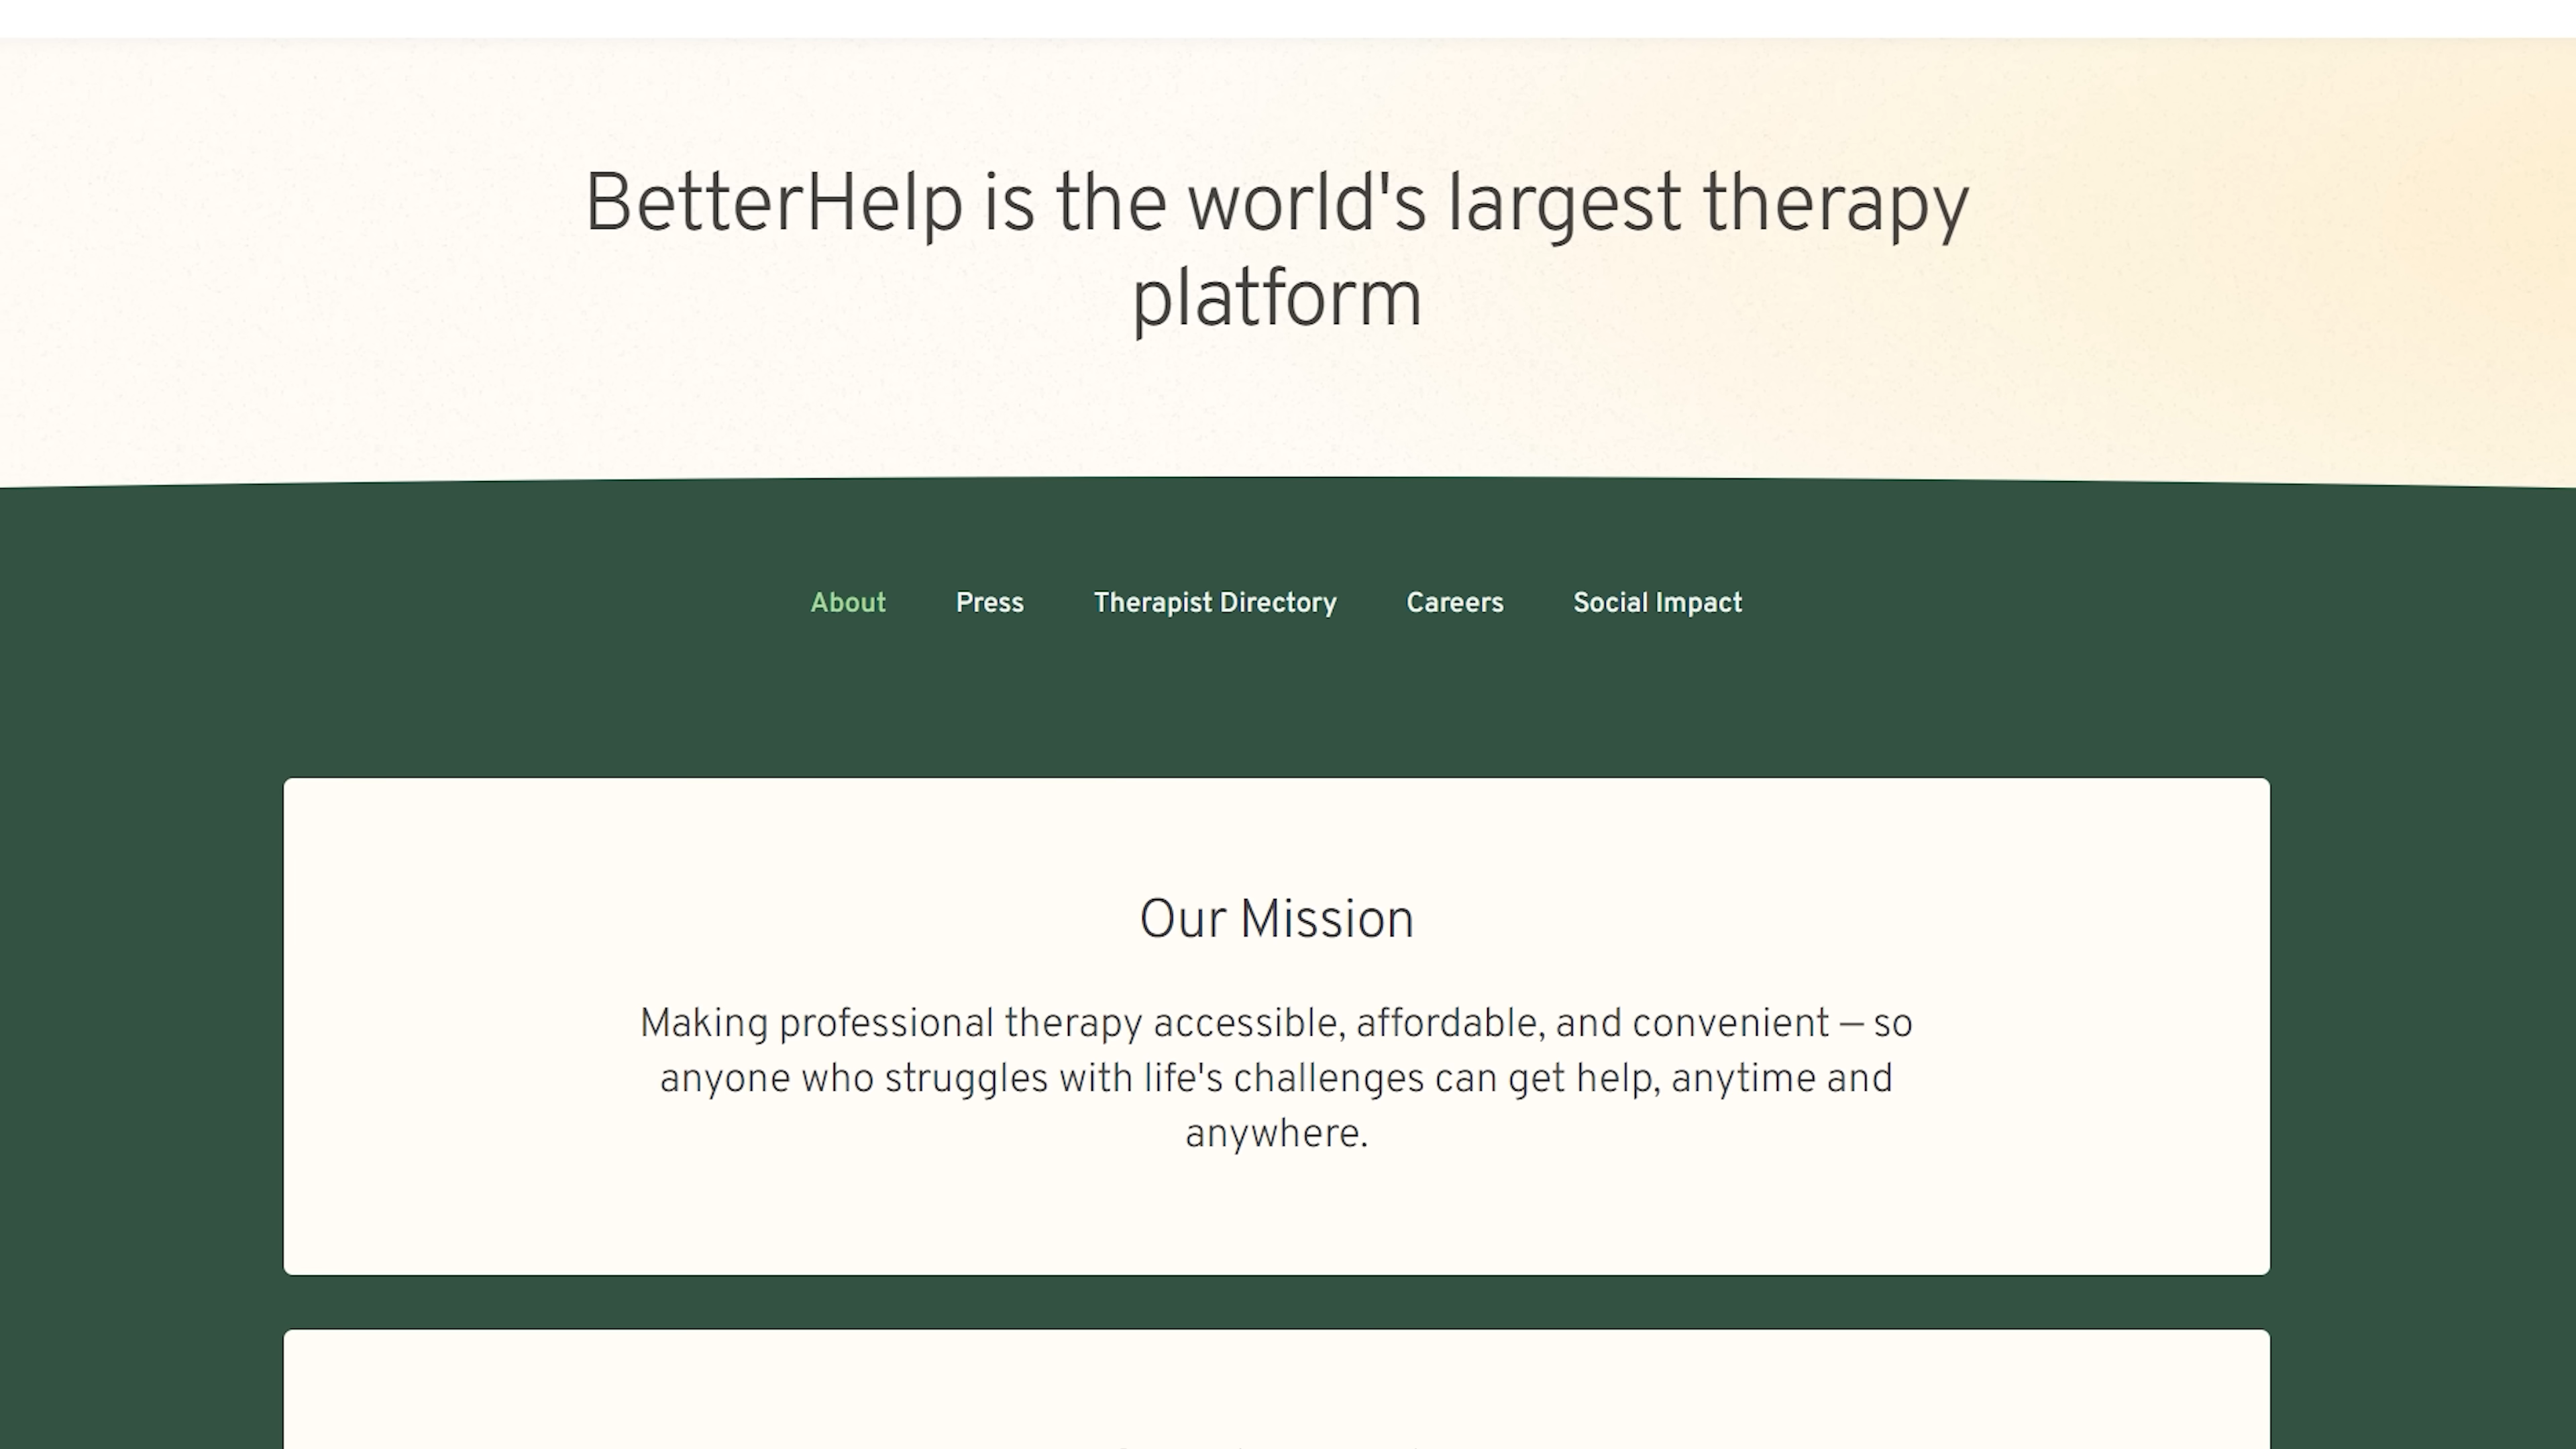 BetterHelp is the world's largest therapy
platform
About Press Therapist Directory Careers Social Impact
Our Mission
Making professional therapy accessible, affordable, and convenient — so
anyone who struggles with life's challenges can get help, anytime and
anywhere.